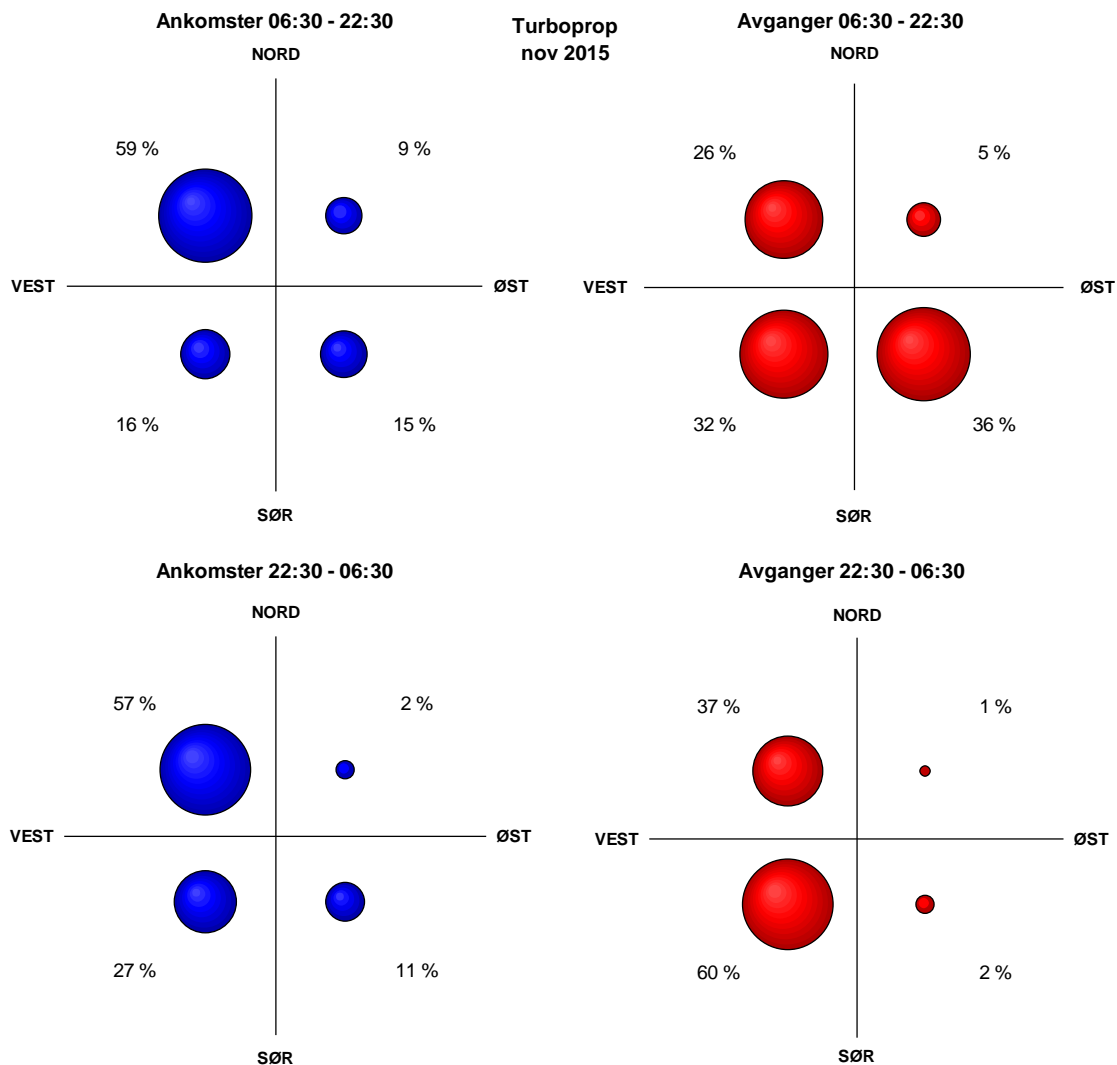 Ankomster 06:30 - 22:30
NORD
59 %
9 %
VEST
ØST
16 %
15 %
SØR
Turboprop
nov 2015
Avganger 06:30 - 22:30
NORD
26 %
5 %
VEST
ØST
32 %
36 %
SØR
Ankomster 22:30 - 06:30
NORD
57 %
2 %
VEST
ØST
27 %
11 %
SØR
Avganger 22:30 - 06:30
NORD
37 %
1 %
VEST
ØST
60 %
2 %
SØR